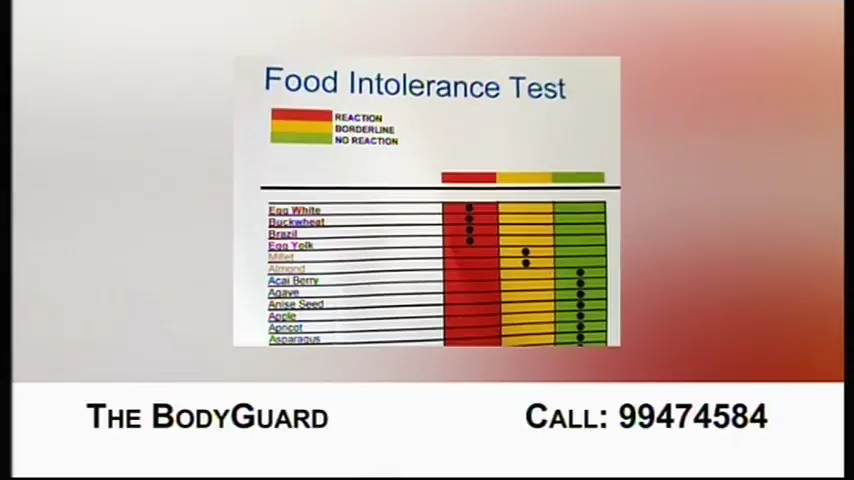 Food Intolerance Test
REACTION
BORDERLINE
NO REACTION
Egg White
Buckwheat
Brazil
Egg Yolk
Millet
Almond
Acai Berry
Agave
Anise Seed
Apple
Apricot
Asparagus
THE BODYGUARD
CALL: 99474584